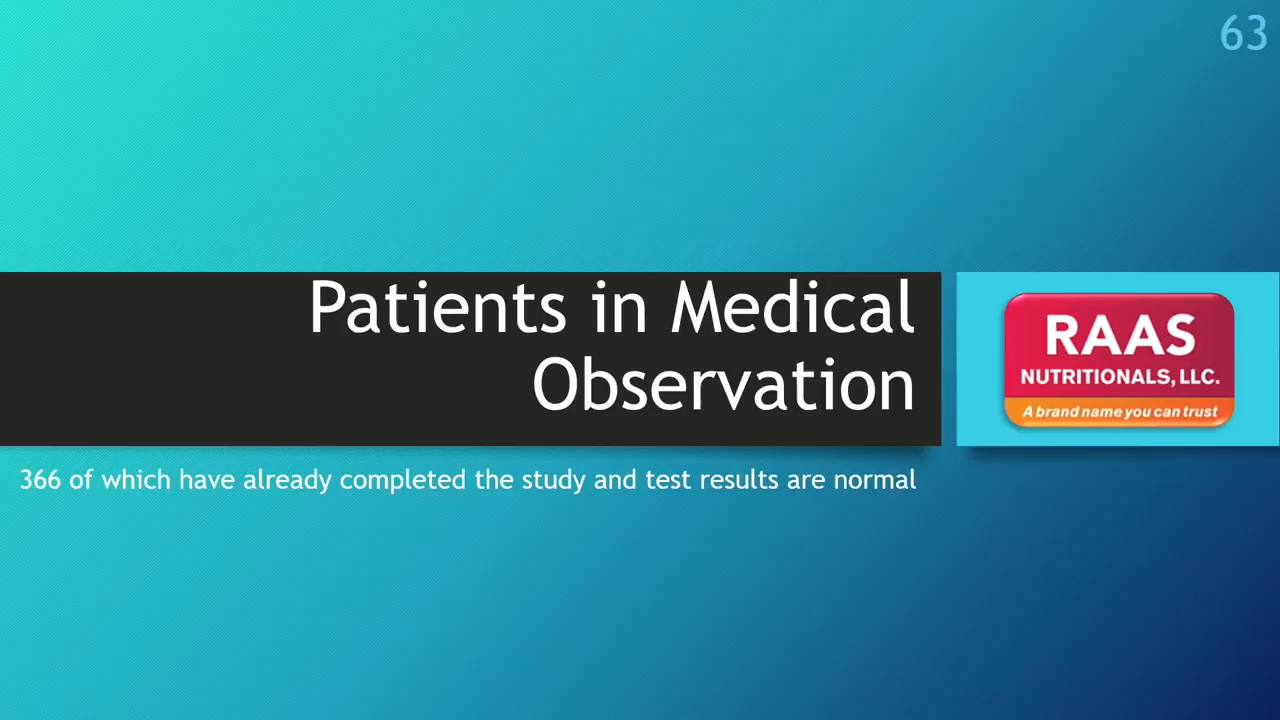 63
Patients in Medical
Observation
RAAS
NUTRITIONALS, LLC.
A brand name you can trust
366 of which have already completed the study and test results are normal